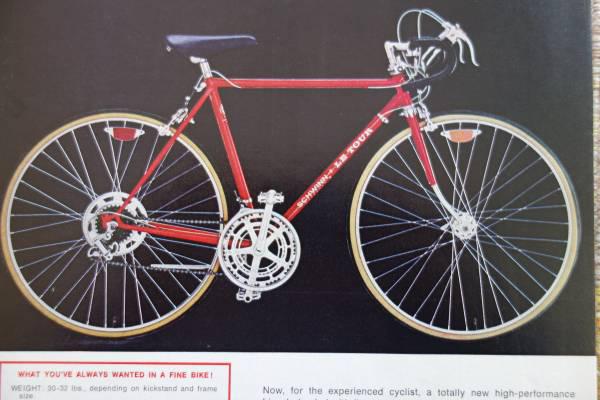 SCHWINN
LE TOUR
WHAT YOU'VE ALWAYS WANTED IN A FINE BIKE!
WEIGHT: 30-32 lbs., depending on kickstand and frame
size.
Now, for the experienced cyclist, a totally new high-performance